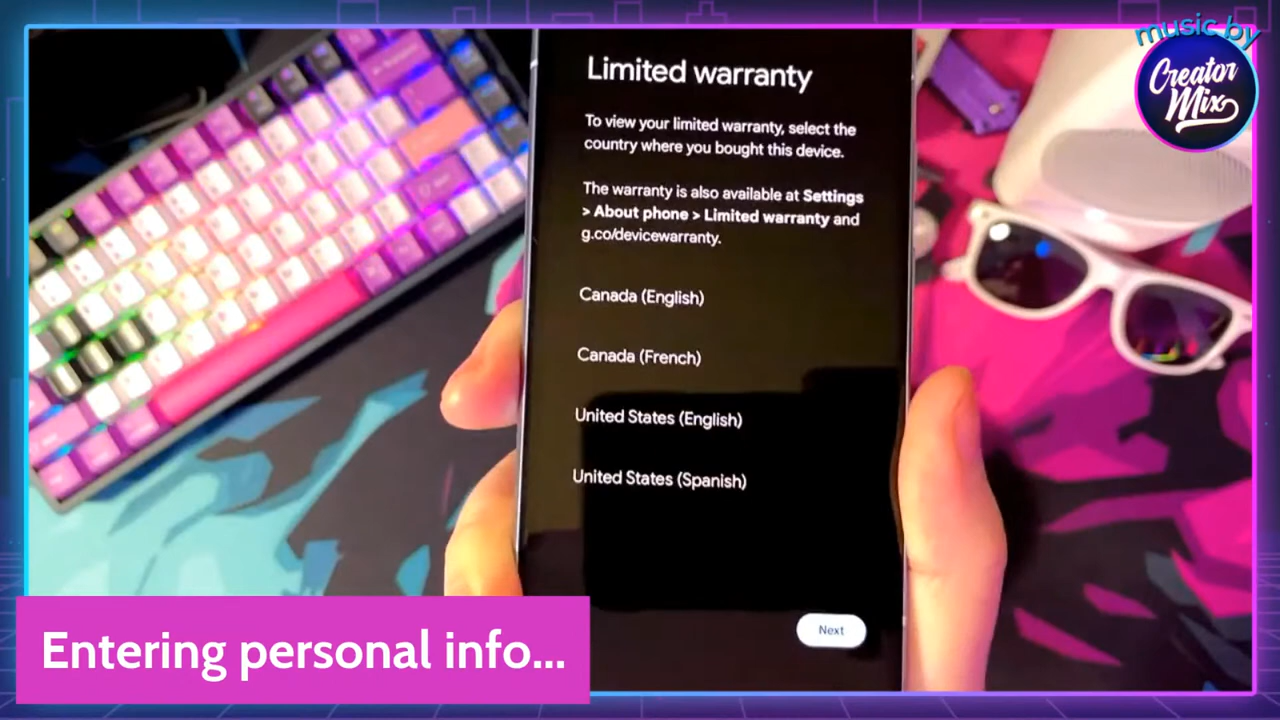 music by
Creator
Mix
Limited warranty
To view your limited warranty, select the
country where you bought this device.
The warranty is also available at Settings
> About phone > Limited warranty and
g.co/devicewarranty.
Canada (English)
Canada (French)
United States (English)
United States (Spanish)
Next
Entering personal info...